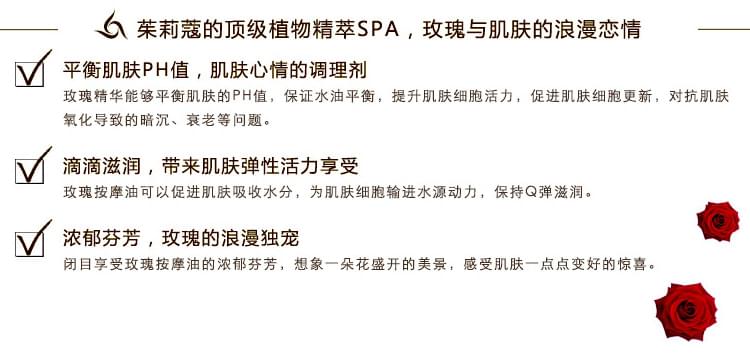 茱莉蔻的顶级植物精萃SPA，玫瑰与肌肤的浪漫恋情
平衡肌肤PH值，肌肤心情的调理剂
玫瑰精华能够平衡肌肤的PH值，保证水油平衡，提升肌肤细胞活力，促进肌肤细胞更新，对抗肌肤
氧化导致的暗沉、衰老等问题。
滴滴滋润，带来肌肤弹性活力享受
玫瑰按摩油可以促进肌肤吸收水分，为肌肤细胞输进水源动力，保持Q弹滋润。
浓郁芬芳，玫瑰的浪漫独宠
闭目享受玫瑰按摩油的浓郁芬芳，想象一朵花盛开的美景，感受肌肤一点点变好的惊喜。